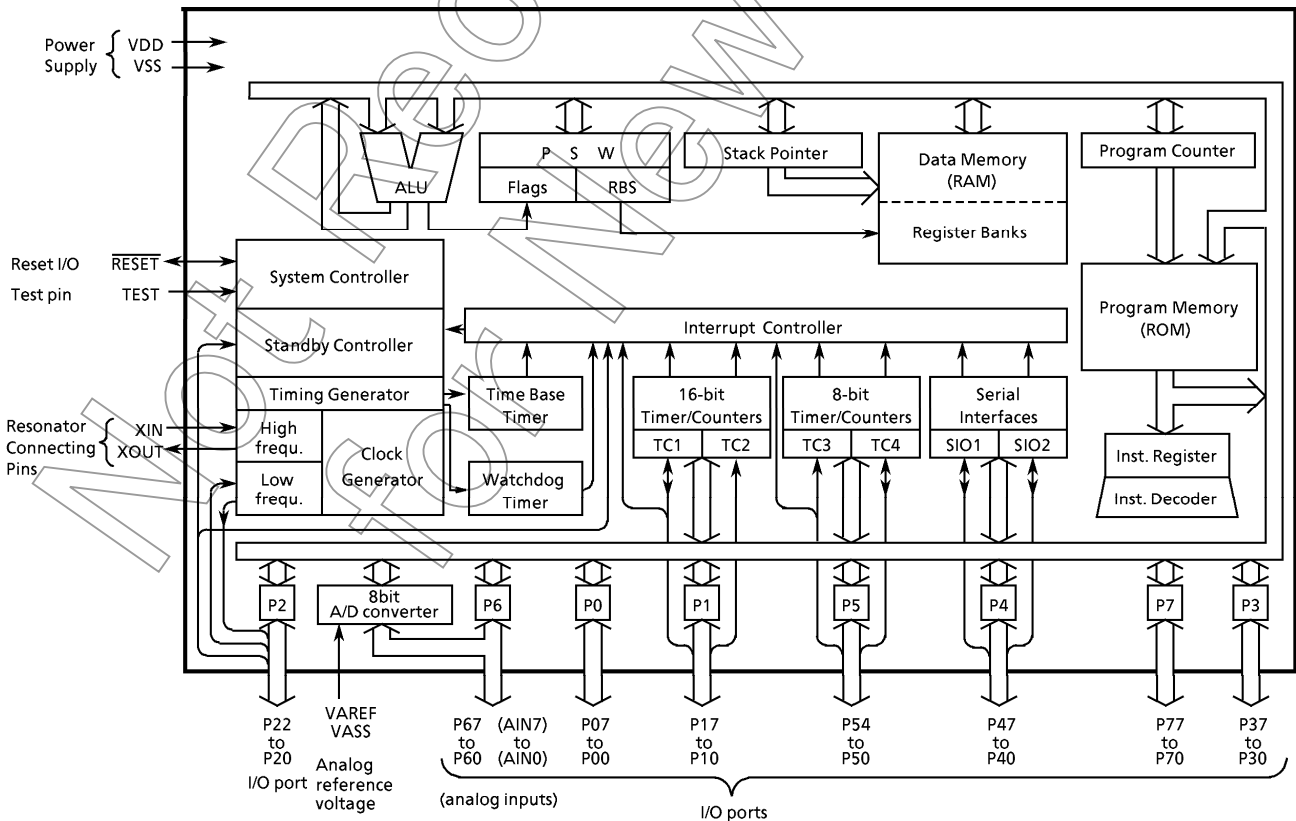 Power Supply
VDD
VSS
P S W
Flags
RBS
ALU
Stack Pointer
Data Memory
(RAM)
Register Banks
Program Counter
Reset I/O
RESET
Test pin
TEST
System Controller
Standby Controller
Timing Generator
High
frequ.
Low
frequ.
Clock
Generator
Resonator
Connecting
Pins
XIN
XOUT
Interrupt Controller
Time Base
Timer
Watchdog
Timer
16-bit
Timer/Counters
TC1
TC2
8-bit
Timer/Counters
TC3
TC4
Serial
Interfaces
SIO1
SIO2
Program Memory
(ROM)
Inst. Register
Inst. Decoder
P2
8bit
A/D converter
P6
P0
P1
P5
P4
P7
P3
P22
to
P20
I/O port
VAREF
VASS
Analog
reference
voltage
P67
to
P60
(AIN7)
to
(AIN0)
(analog inputs)
P07
to
P00
P17
to
P10
P54
to
P50
P47
to
P40
P77
to
P70
P37
to
P30
I/O ports
Not Reco
for New